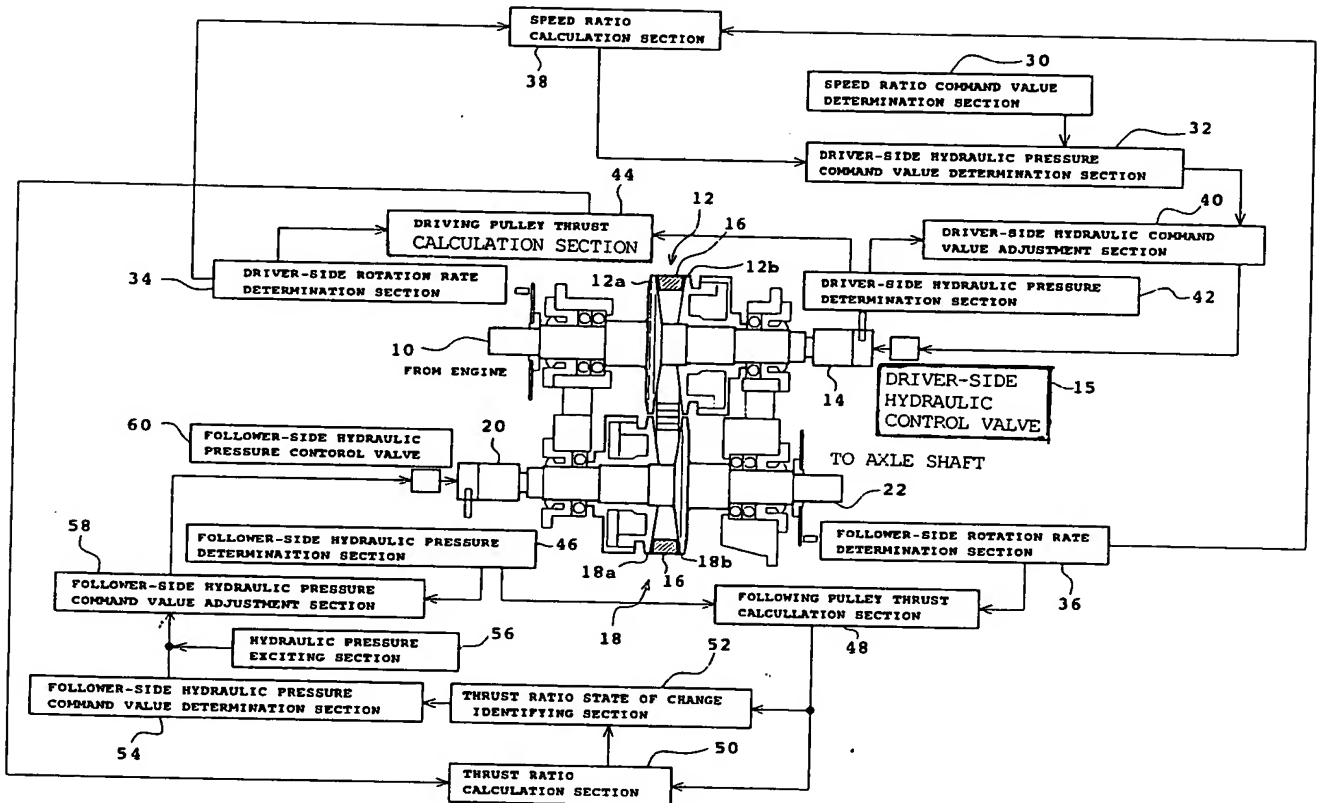 SPEED RATIO
CALCULATION SECTION
38
30
SPEED RATIO COMMAND VALUE
DETERMINATION SECTION
32
DRIVER-SIDE HYDRAULIC PRESSURE
COMMAND VALUE DETERMINATION SECTION
44
DRIVING PULLEY THRUST
CALCULATION SECTION
12
16
40
DRIVER-SIDE HYDRAULIC COMMAND
VALUE ADJUSTMENT SECTION
34
DRIVER-SIDE ROTATION RATE
DETERMINATION SECTION
12a
12b
DRIVER-SIDE HYDRAULIC PRESSURE
DETERMINATION SECTION
42
10
FROM ENGINE
14
DRIVER-SIDE
HYDRAULIC
CONTROL VALVE
15
60
FOLLOWER-SIDE HYDRAULIC
PRESSURE CONTOROL VALVE
20
TO AXLE SHAFT
22
58
FOLLOWER-SIDE HYDRAULIC PRESSURE
DETERMINAITION SECTION
46
FOLLOWER-SIDE ROTATION RATE
DETERMINATION SECTION
36
18a
16
18b
18
FOLLOWER-SIDE HYDRAULIC PRESSURE
COMMAND VALUE ADJUSTMENT SECTION
FOLLOWING PULLEY THRUST
CALCULLATION SECTION
48
HYDRAULIC PRESSURE
EXCITING SECTION
56
52
FOLLOWER-SIDE HYDRAULIC PRESSURE
COMMAND VALUE DETERMINATION SECTION
54
THRUST RATIO STATE OF CHANGE
IDENTIFYING SECTION
50
THRUST RATIO
CALCULATION SECTION